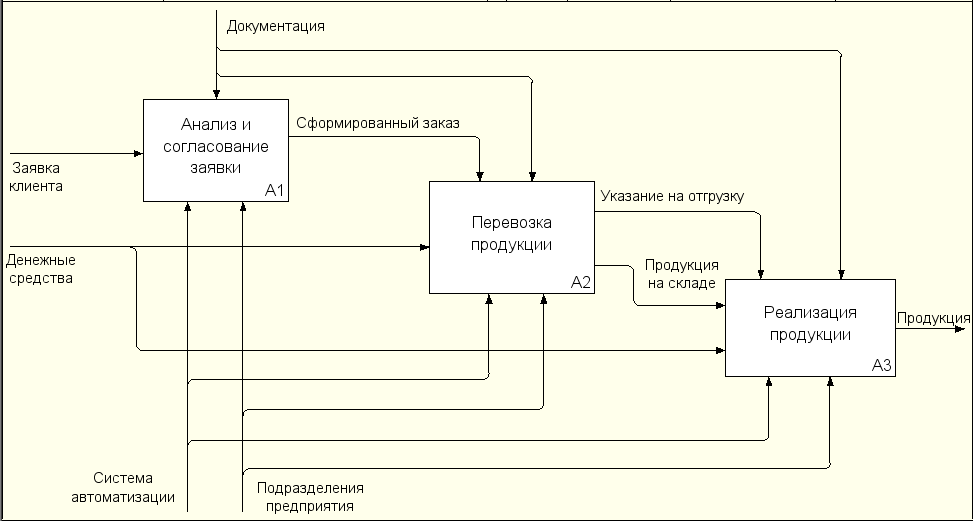 Документация
Анализ и
согласование
заявки
A1
Сформированный заказ
Заявка
клиента
Перевозка
продукции
A2
Указание на отгрузку
Денежные
средства
Продукция
на складе
Реализация
продукции
A3
Продукция
Система
автоматизации
Подразделения
предприятия